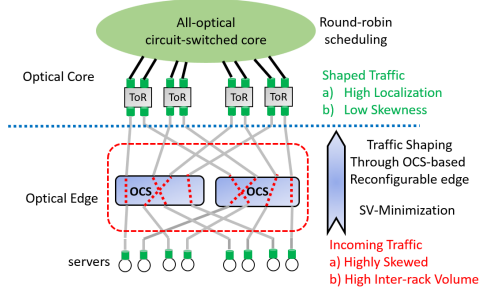 All-optical
circuit-switched core
Round-robin
scheduling
Optical Core
ToR ToR ToR ToR
Shaped Traffic
a) High Localization
b) Low Skewness
Traffic Shaping
Through OCS-based
Reconfigurable edge
SV-Minimization
OCS OCS
Optical Edge
servers
Incoming Traffic
a) Highly Skewed
b) High Inter-rack Volume